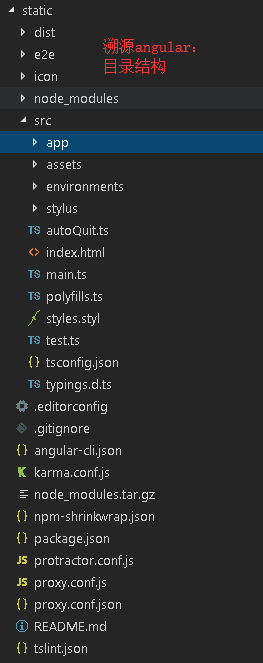 static
dist
e2e
溯源angular：
icon
目录结构
node_modules
src
app
assets
environments
stylus
TS autoQuit.ts
<> index.html
TS main.ts
TS polyfills.ts
styles.styl
TS test.ts
{} tsconfig.json
TS typings.d.ts
.editorconfig
.gitignore
{} angular-cli.json
K karma.conf.js
node_modules.tar.gz
{} npm-shrinkwrap.json
{} package.json
JS protractor.conf.js
JS proxy.conf.js
{} proxy.conf.json
README.md
{} tslint.json